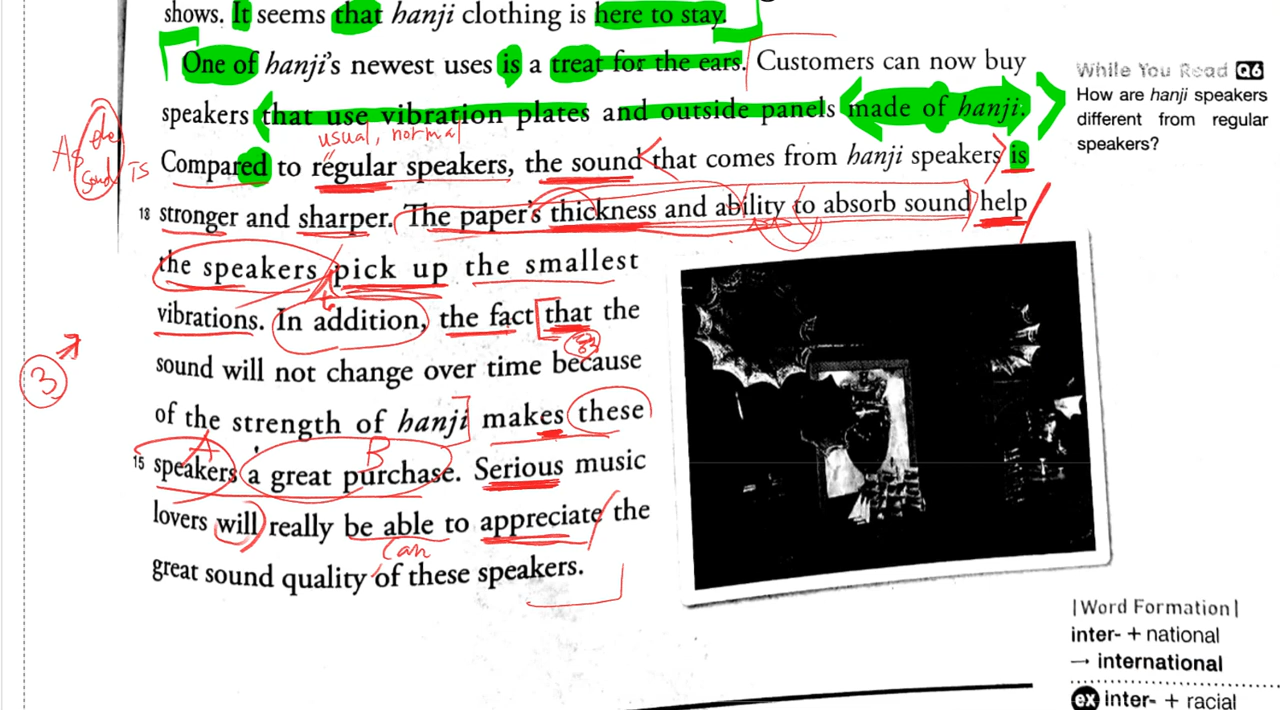 shows. It seems that hanji clothing is here to stay.
One of hanji's newest uses is a treat for the ears. Customers can now buy
speakers that use vibration plates and outside panels made of hanji.
usual, normal
As the sound is
Compared to regular speakers, the sound that comes from hanji speakers is
18 stronger and sharper. The paper's thickness and ability to absorb sound help
the speakers pick up the smallest
to
vibrations. In addition, the fact that the
sound will not change over time because
③
of the strength of hanji makes these
A B
15 speakers a great purchase. Serious music
lovers will really be able to appreciate the
can
great sound quality of these speakers.
While You Read Q6
How are hanji speakers
different from regular
speakers?
|Word Formation|
inter- + national
→ international
ex inter- + racial